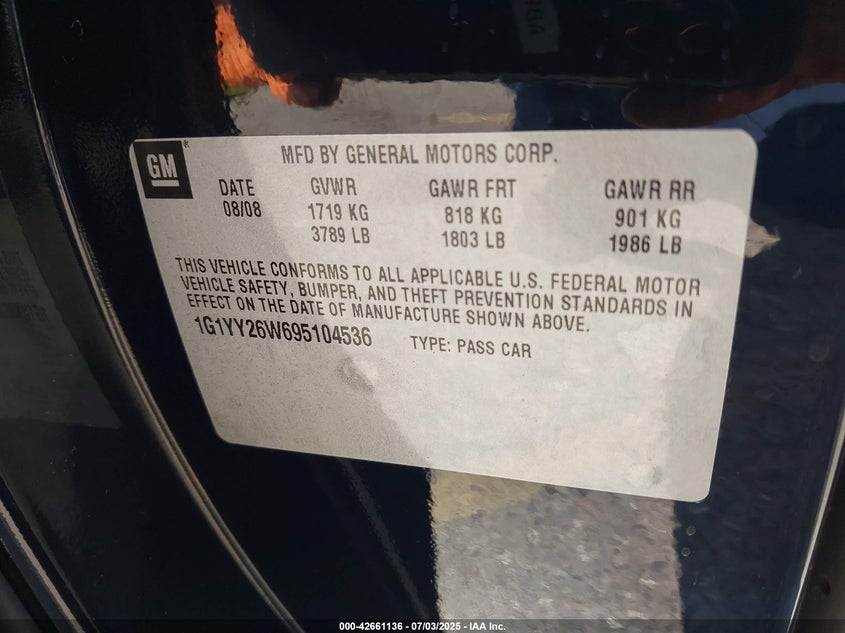 GM®
MFD BY GENERAL MOTORS CORP.
DATE GVWR GAWR FRT GAWR RR
08/08 1719 KG 818 KG 901 KG
3789 LB 1803 LB 1986 LB
THIS VEHICLE CONFORMS TO ALL APPLICABLE U.S. FEDERAL MOTOR
VEHICLE SAFETY, BUMPER, AND THEFT PREVENTION STANDARDS IN
EFFECT ON THE DATE OF MANUFACTURE SHOWN ABOVE.
1G1YY26W695104536 TYPE: PASS CAR
000-42661136 - 07/03/2025 - IAA Inc.